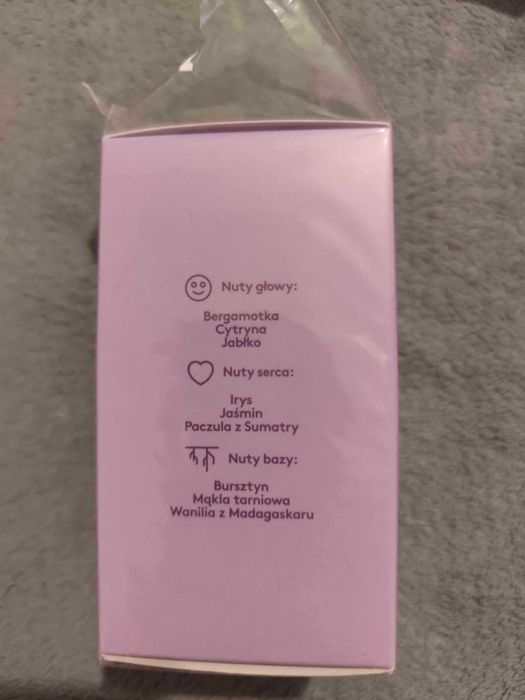 Nuty głowy:
Bergamotka
Cytryna
Jabłko
Nuty serca:
Irys
Jaśmin
Paczula z Sumatry
Nuty bazy:
Bursztyn
Mąkla tarniowa
Wanilia z Madagaskaru